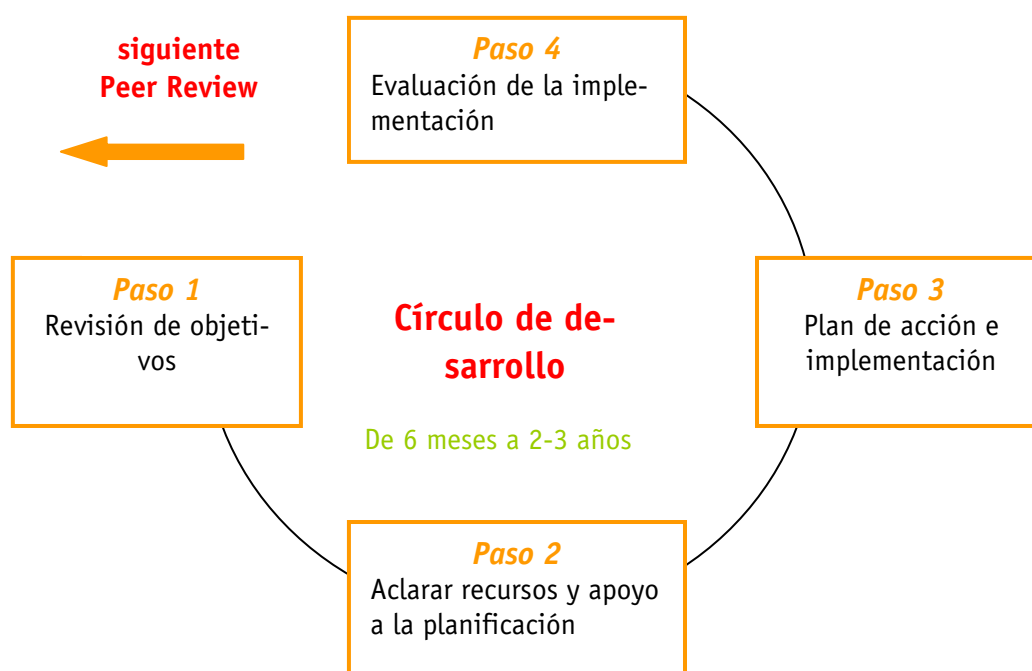 siguiente
Peer Review
Paso 4
Evaluación de la imple-
mentación
Paso 1
Revisión de objeti-
vos
Círculo de de-
sarrollo
De 6 meses a 2-3 años
Paso 3
Plan de acción e
implementación
Paso 2
Aclarar recursos y apoyo
a la planificación